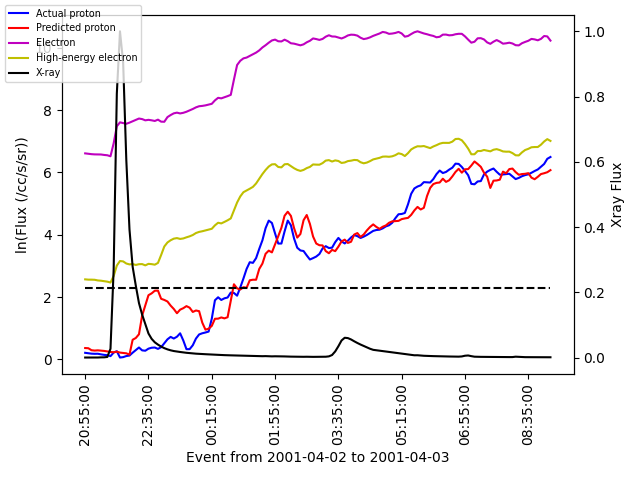 Actual proton
Predicted proton
Electron
High-energy electron
X-ray
ln(Flux (/cc/s/sr))
10
8
6
4
2
0
1.0
0.8
0.6
0.4
0.2
0.0
Xray Flux
20:55:00
22:35:00
00:15:00
01:55:00
03:35:00
05:15:00
06:55:00
08:35:00
Event from 2001-04-02 to 2001-04-03